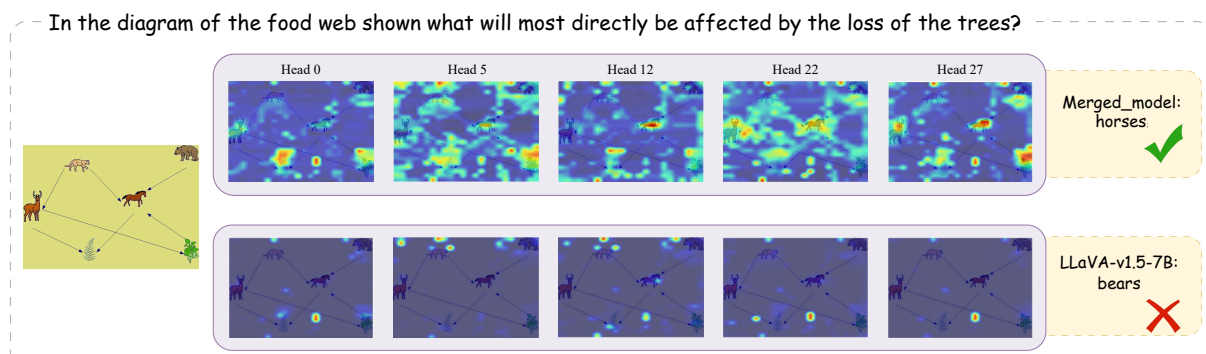 In the diagram of the food web shown what will most directly be affected by the loss of the trees?
Head 0 Head 5 Head 12 Head 22 Head 27
Merged_model:
horses
LLaVA-v1.5-7B:
bears